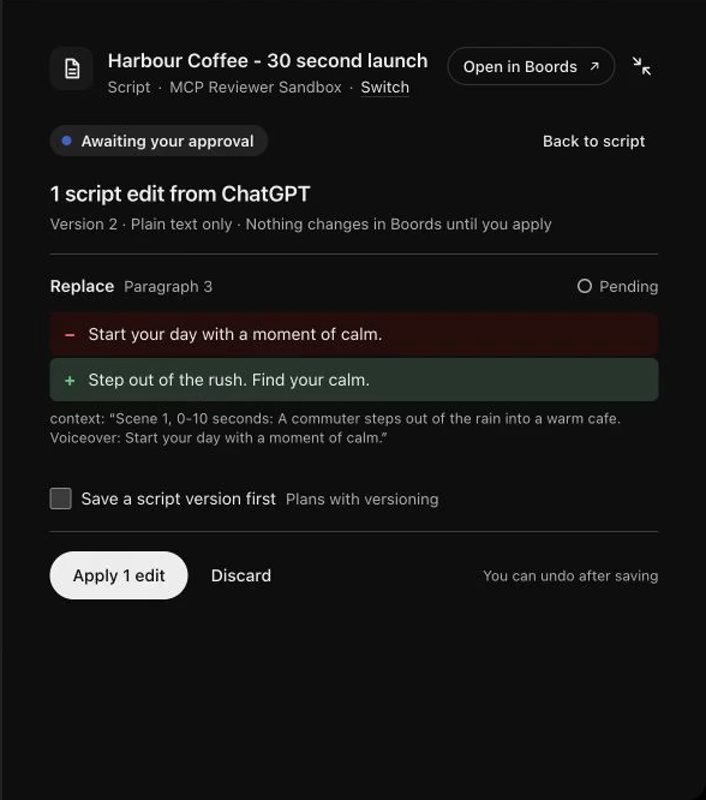 Harbour Coffee - 30 second launch
Open in Boords ↗
Script · MCP Reviewer Sandbox · Switch
Awaiting your approval
Back to script
1 script edit from ChatGPT
Version 2 · Plain text only · Nothing changes in Boords until you apply
Replace Paragraph 3
Pending
− Start your day with a moment of calm.
+ Step out of the rush. Find your calm.
context: “Scene 1, 0-10 seconds: A commuter steps out of the rain into a warm cafe.
Voiceover: Start your day with a moment of calm.”
Save a script version first Plans with versioning
Apply 1 edit
Discard
You can undo after saving